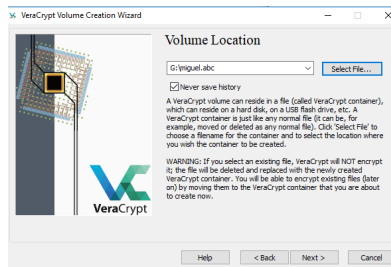 VeraCrypt Volume Creation Wizard
Volume Location
G:\miguel.abc
Select File...
Never save history
A VeraCrypt volume can reside in a file (called VeraCrypt container),
which can reside on a hard disk, on a USB flash drive, etc. A
VeraCrypt container is just like any normal file (it can be, for
example, moved or deleted as any normal file). Click 'Select File' to
choose a filename for the container and to select the location where
you wish the container to be created.
WARNING: If you select an existing file, VeraCrypt will NOT encrypt
it; the file will be deleted and replaced with the newly created
VeraCrypt container. You will be able to encrypt existing files (later
on) by moving them to the VeraCrypt container that you are about
to create now.
VeraCrypt
Help
< Back
Next >
Cancel